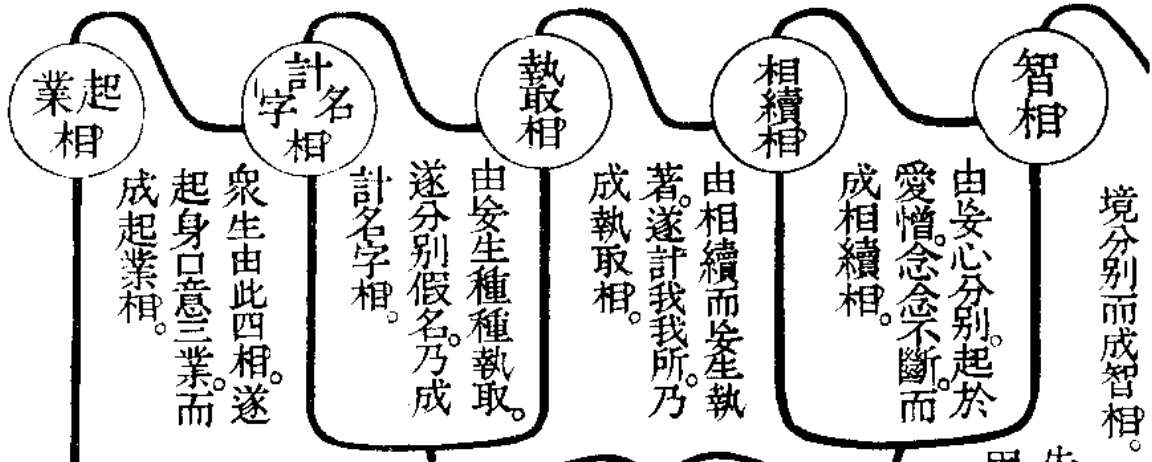 境分別而成智相。
智相
由妄心分別。起於
愛憎。念念不斷。而
成相續相。
相續相
由相續而妄生執
著。遂計我我所。乃
成執取相。
執取相
由妄生種種執取。
遂分別假名。乃成
計名字相。
計名字相
衆生由此四相。遂
起身口意三業。而
成起業相。
起業相